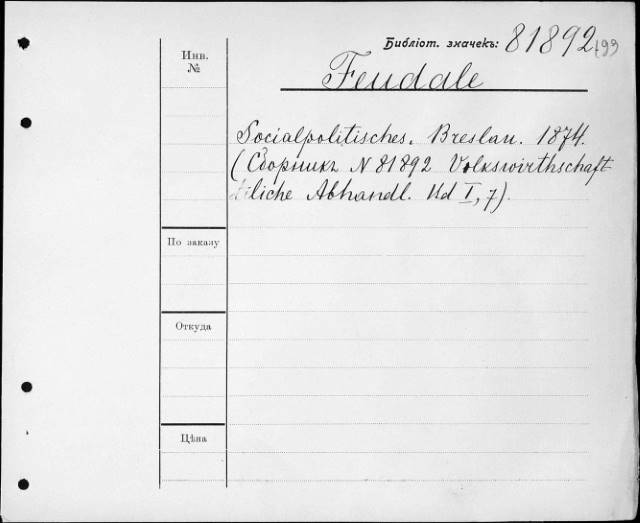 Библіот. значекъ: 81892/93
Инв. №
Feudale
Socialpolitisches. Breslau. 1874.
(Сборникъ N 81892 Volkswirthschaft
liche Abhandl. Bd I, 7).
По заказу
Откуда
Цѣна